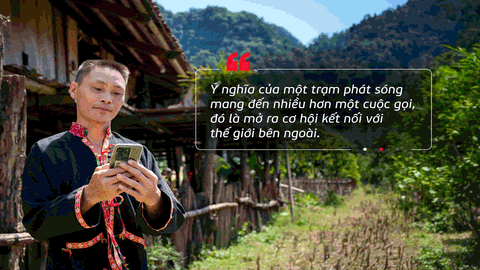 Ý nghĩa của một trạm phát sóng
mang đến nhiều hơn một cuộc gọi,
đó là mở ra cơ hội kết nối với
thế giới bên ngoài.